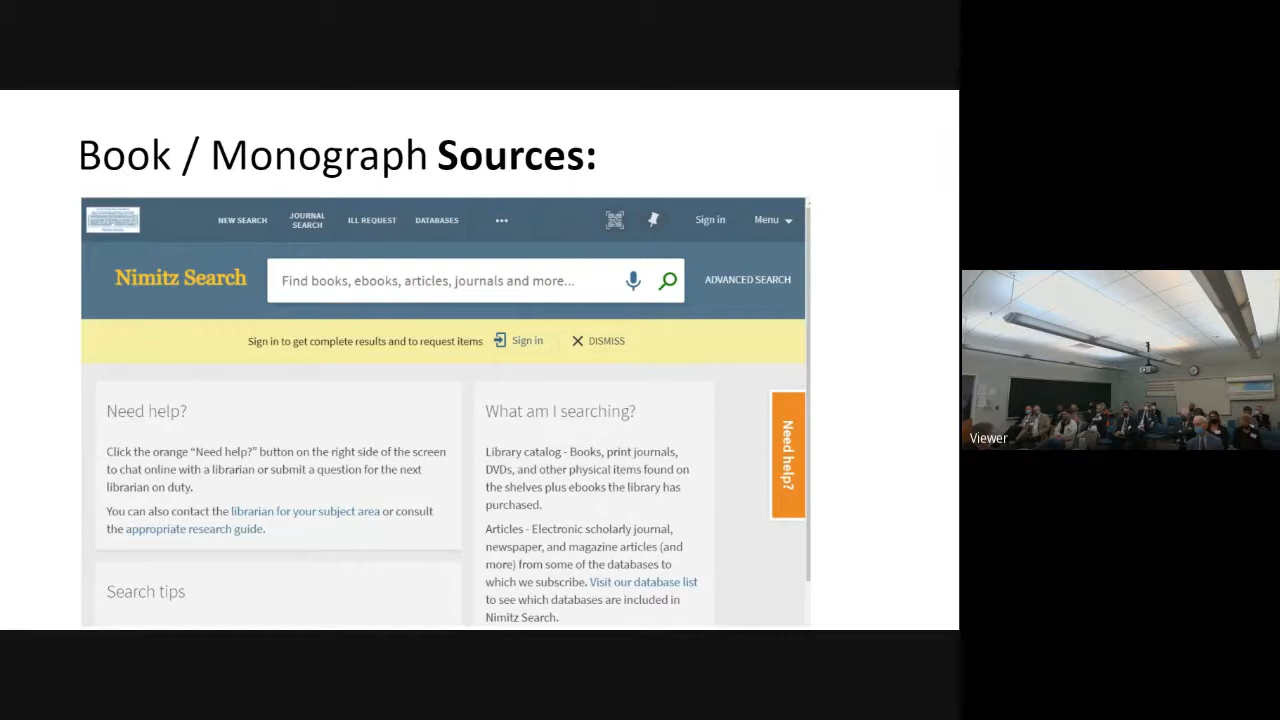 Book / Monograph Sources:
NEW SEARCH
JOURNAL
SEARCH
ILL REQUEST
DATABASES
Sign in
Menu
Nimitz Search
Find books, ebooks, articles, journals and more...
ADVANCED SEARCH
Sign in to get complete results and to request items
Sign in
DISMISS
Need help?
Click the orange “Need help?” button on the right side of the screen
to chat online with a librarian or submit a question for the next
librarian on duty.
You can also contact the librarian for your subject area or consult
the appropriate research guide.
Search tips
What am I searching?
Library catalog - Books, print journals,
DVDs, and other physical items found on
the shelves plus ebooks the library has
purchased.
Articles - Electronic scholarly journal,
newspaper, and magazine articles (and
more) from some of the databases to
which we subscribe. Visit our database list
to see which databases are included in
Nimitz Search.
Need help?
Viewer